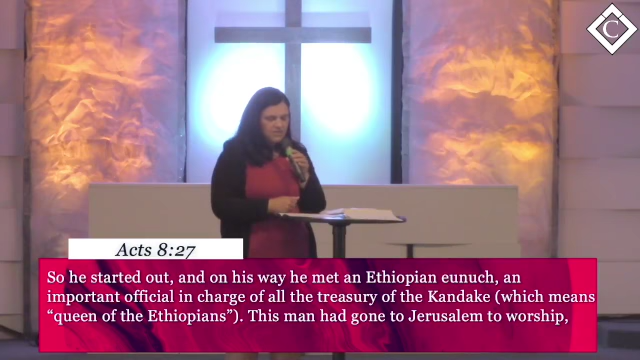 C
Acts 8:27
So he started out, and on his way he met an Ethiopian eunuch, an
important official in charge of all the treasury of the Kandake (which means
“queen of the Ethiopians”). This man had gone to Jerusalem to worship,